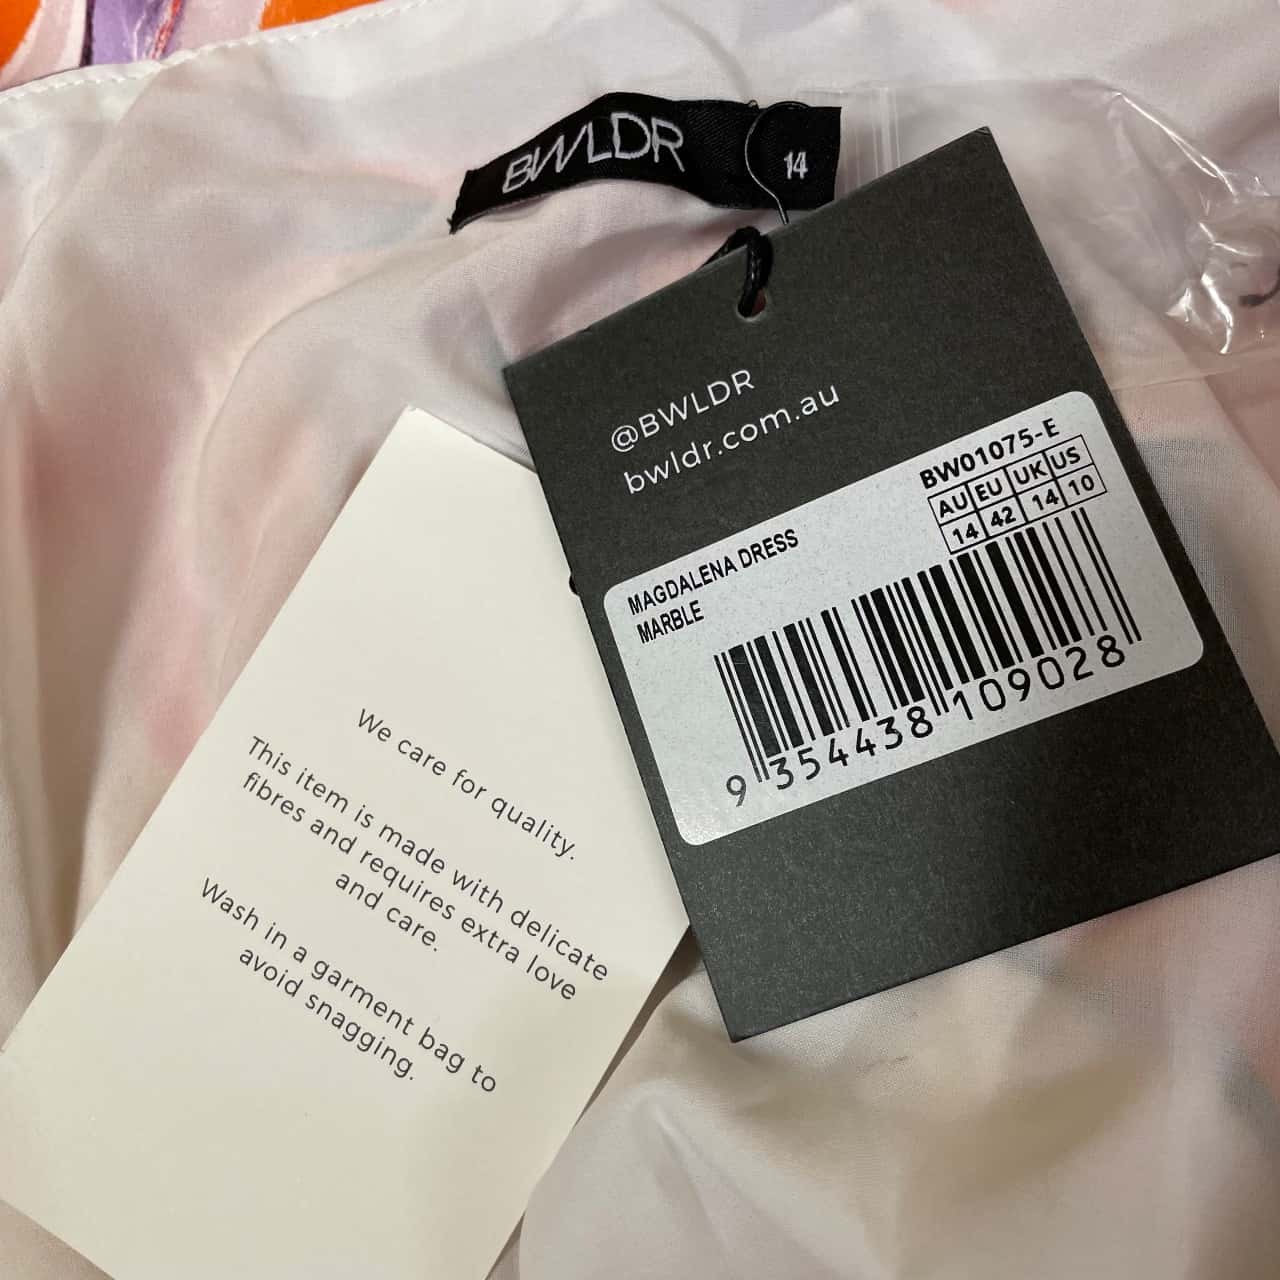 BWLDR
14
@BWLDR
bwldr.com.au
BW01075-E
AU EU UK US
14 42 14 10
MAGDALENA DRESS
MARBLE
9 354438 109028
We care for quality.
This item is made with delicate
fibres and requires extra love
and care.
Wash in a garment bag to
avoid snagging.